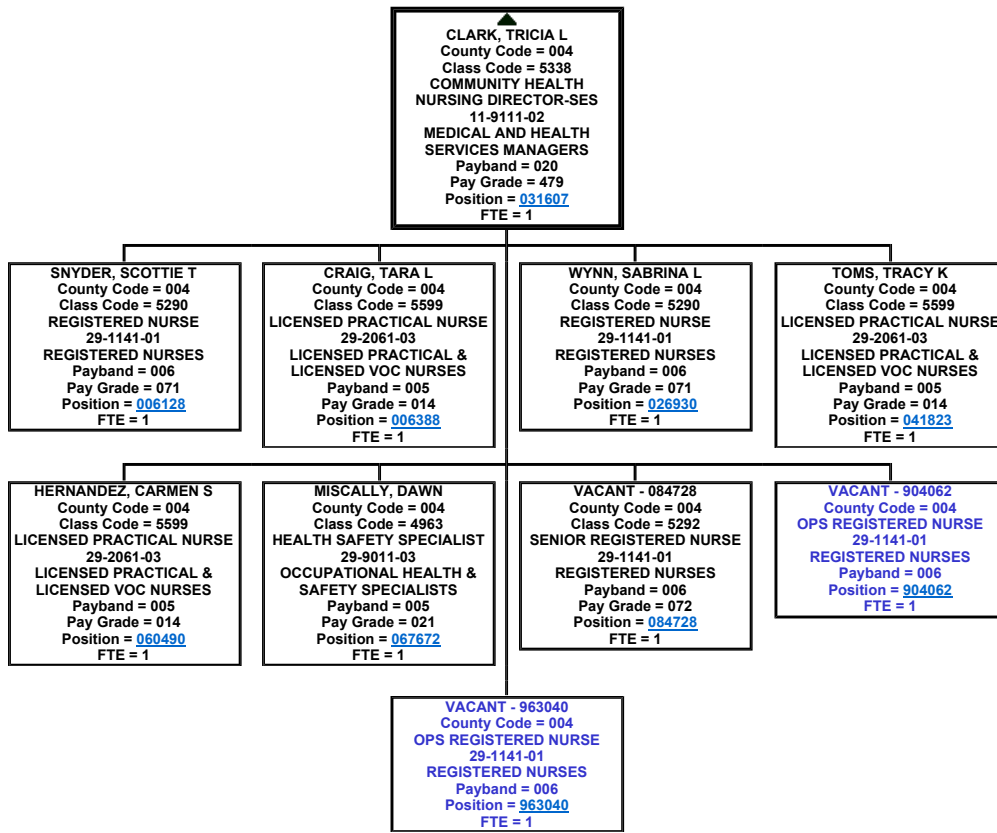 CLARK, TRICIA L
County Code = 004
Class Code = 5338
COMMUNITY HEALTH
NURSING DIRECTOR-SES
11-9111-02
MEDICAL AND HEALTH
SERVICES MANAGERS
Payband = 020
Pay Grade = 479
Position = 031607
FTE = 1
SNYDER, SCOTTIE T
County Code = 004
Class Code = 5290
REGISTERED NURSE
29-1141-01
REGISTERED NURSES
Payband = 006
Pay Grade = 071
Position = 006128
FTE = 1
CRAIG, TARA L
County Code = 004
Class Code = 5599
LICENSED PRACTICAL NURSE
29-2061-03
LICENSED PRACTICAL &
LICENSED VOC NURSES
Payband = 005
Pay Grade = 014
Position = 006388
FTE = 1
WYNN, SABRINA L
County Code = 004
Class Code = 5290
REGISTERED NURSE
29-1141-01
REGISTERED NURSES
Payband = 006
Pay Grade = 071
Position = 026930
FTE = 1
TOMS, TRACY K
County Code = 004
Class Code = 5599
LICENSED PRACTICAL NURSE
29-2061-03
LICENSED PRACTICAL &
LICENSED VOC NURSES
Payband = 005
Pay Grade = 014
Position = 041823
FTE = 1
HERNANDEZ, CARMEN S
County Code = 004
Class Code = 5599
LICENSED PRACTICAL NURSE
29-2061-03
LICENSED PRACTICAL &
LICENSED VOC NURSES
Payband = 005
Pay Grade = 014
Position = 060490
FTE = 1
MISCALLY, DAWN
County Code = 004
Class Code = 4963
HEALTH SAFETY SPECIALIST
29-9011-03
OCCUPATIONAL HEALTH &
SAFETY SPECIALISTS
Payband = 005
Pay Grade = 021
Position = 067672
FTE = 1
VACANT - 084728
County Code = 004
Class Code = 5292
SENIOR REGISTERED NURSE
29-1141-01
REGISTERED NURSES
Payband = 006
Pay Grade = 072
Position = 084728
FTE = 1
VACANT - 904062
County Code = 004
OPS REGISTERED NURSE
29-1141-01
REGISTERED NURSES
Payband = 006
Position = 904062
FTE = 1
VACANT - 963040
County Code = 004
OPS REGISTERED NURSE
29-1141-01
REGISTERED NURSES
Payband = 006
Position = 963040
FTE = 1